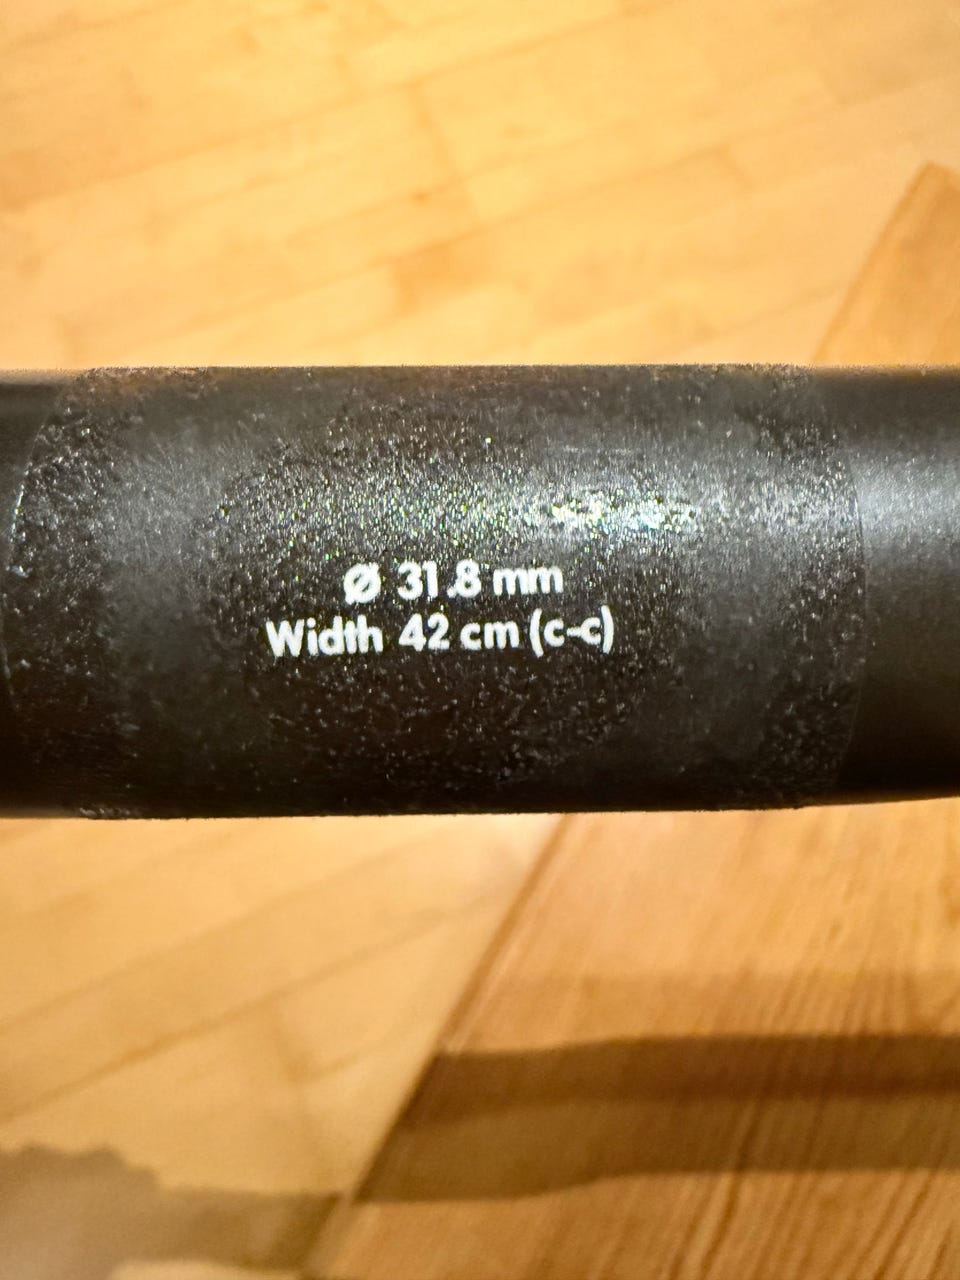 Ø 31.8 mm
Width 42 cm (c-c)